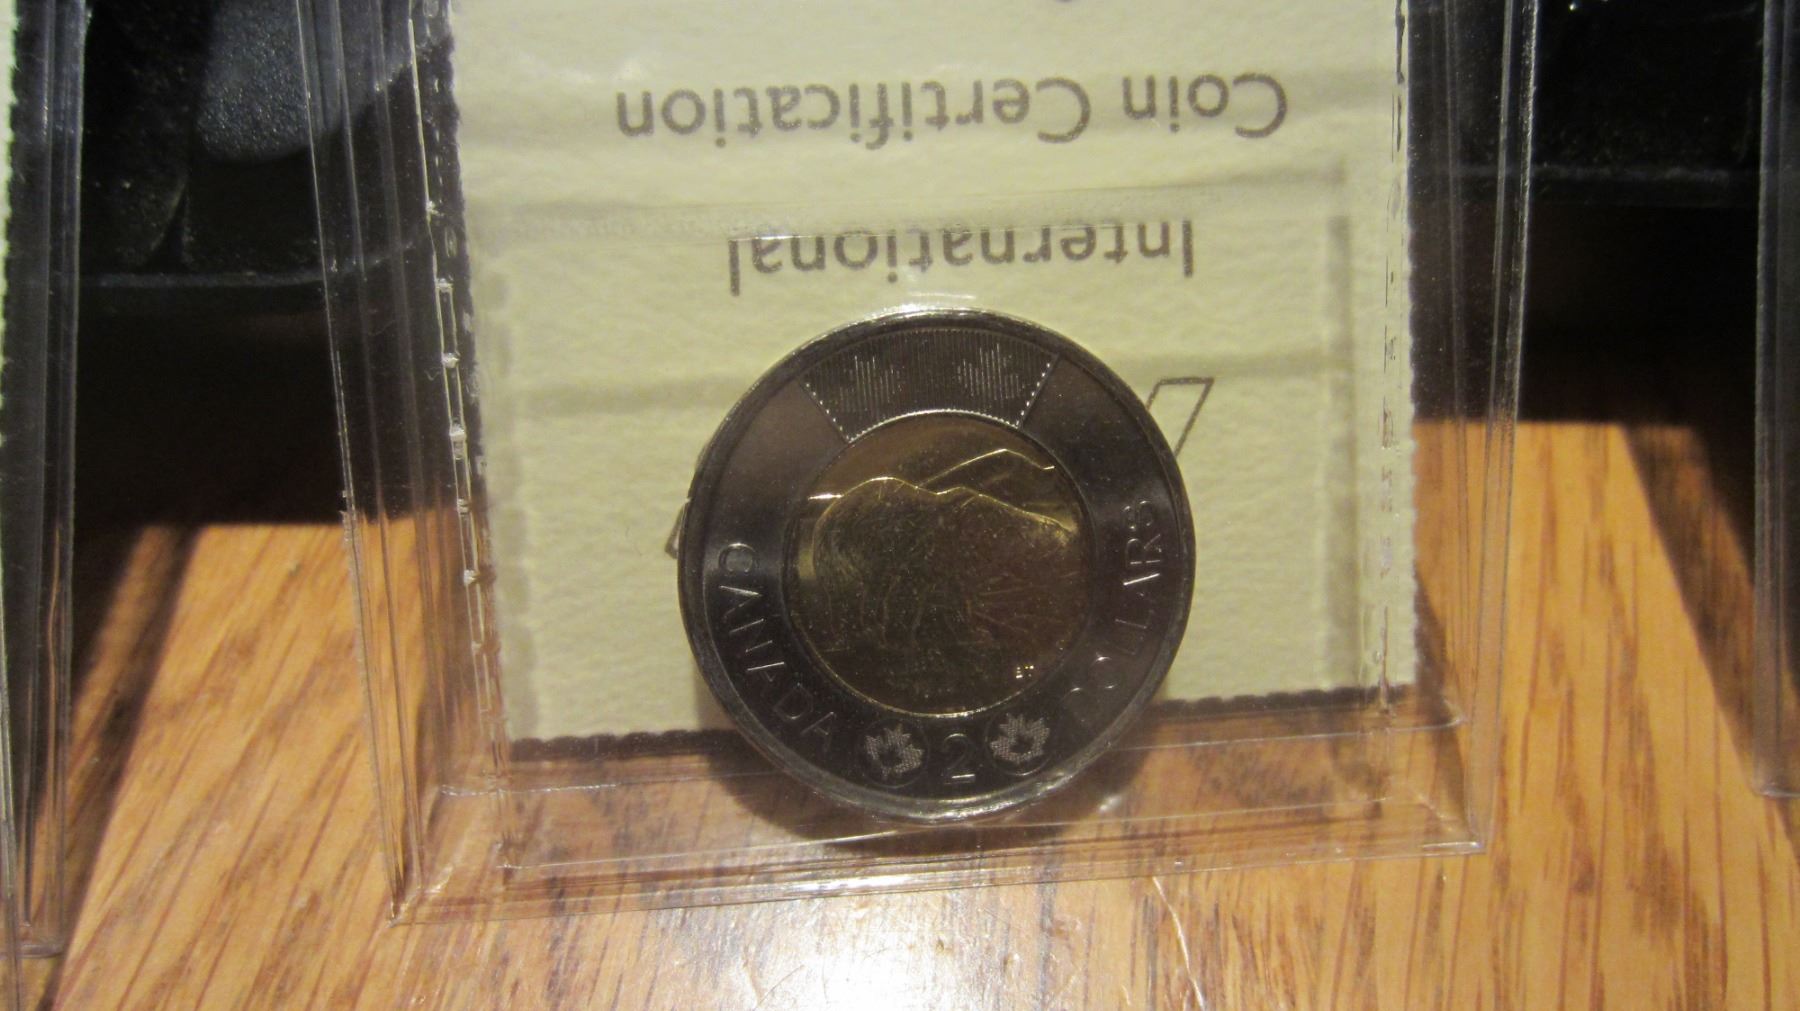 Coin Certification
International
CANADA 2 DOLLARS